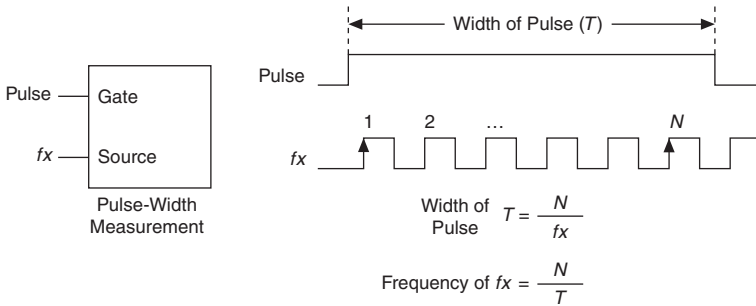 Width of Pulse (T)
Pulse
Gate
Pulse
1 2 ... N
fx
Source
fx
Pulse-Width
Measurement
Width of
Pulse T = N / fx
Frequency of fx = N / T